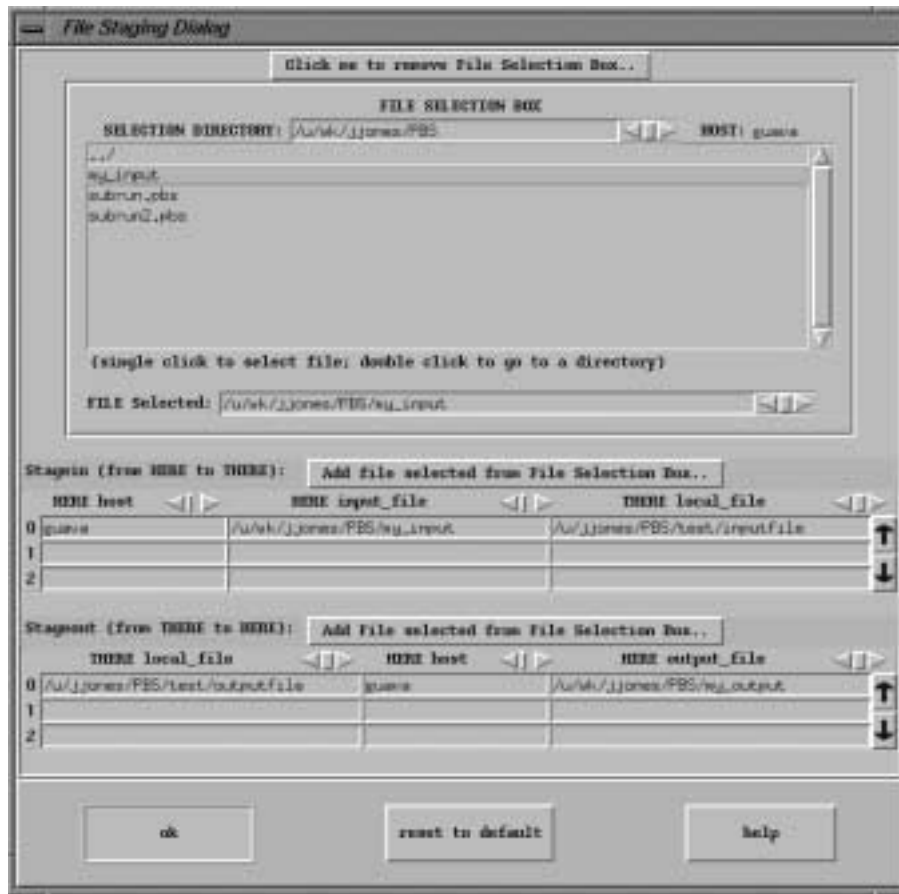 File Staging Dialog
Click me to remove File Selection Box..
FILE SELECTION BOX
SELECTION DIRECTORY: /u/wk/jjones/PBS HOST: guava
../
my_input
subrun.pbs
subrun2.pbs
(single click to select file; double click to go to a directory)
FILE Selected: /u/wk/jjones/PBS/my_input
Stagein (from HERE to THERE): Add file selected from File Selection Box..
HERE host HERE input_file THERE local_file
0 guava /u/wk/jjones/PBS/my_input /u/jjones/PBS/test/inputfile
1
2
Stageout (from THERE to HERE): Add File selected from File Selection Box..
THERE local_file HERE host HERE output_file
0 /u/jjones/PBS/test/outputfile guava /u/wk/jjones/PBS/my_output
1
2
ok reset to default help